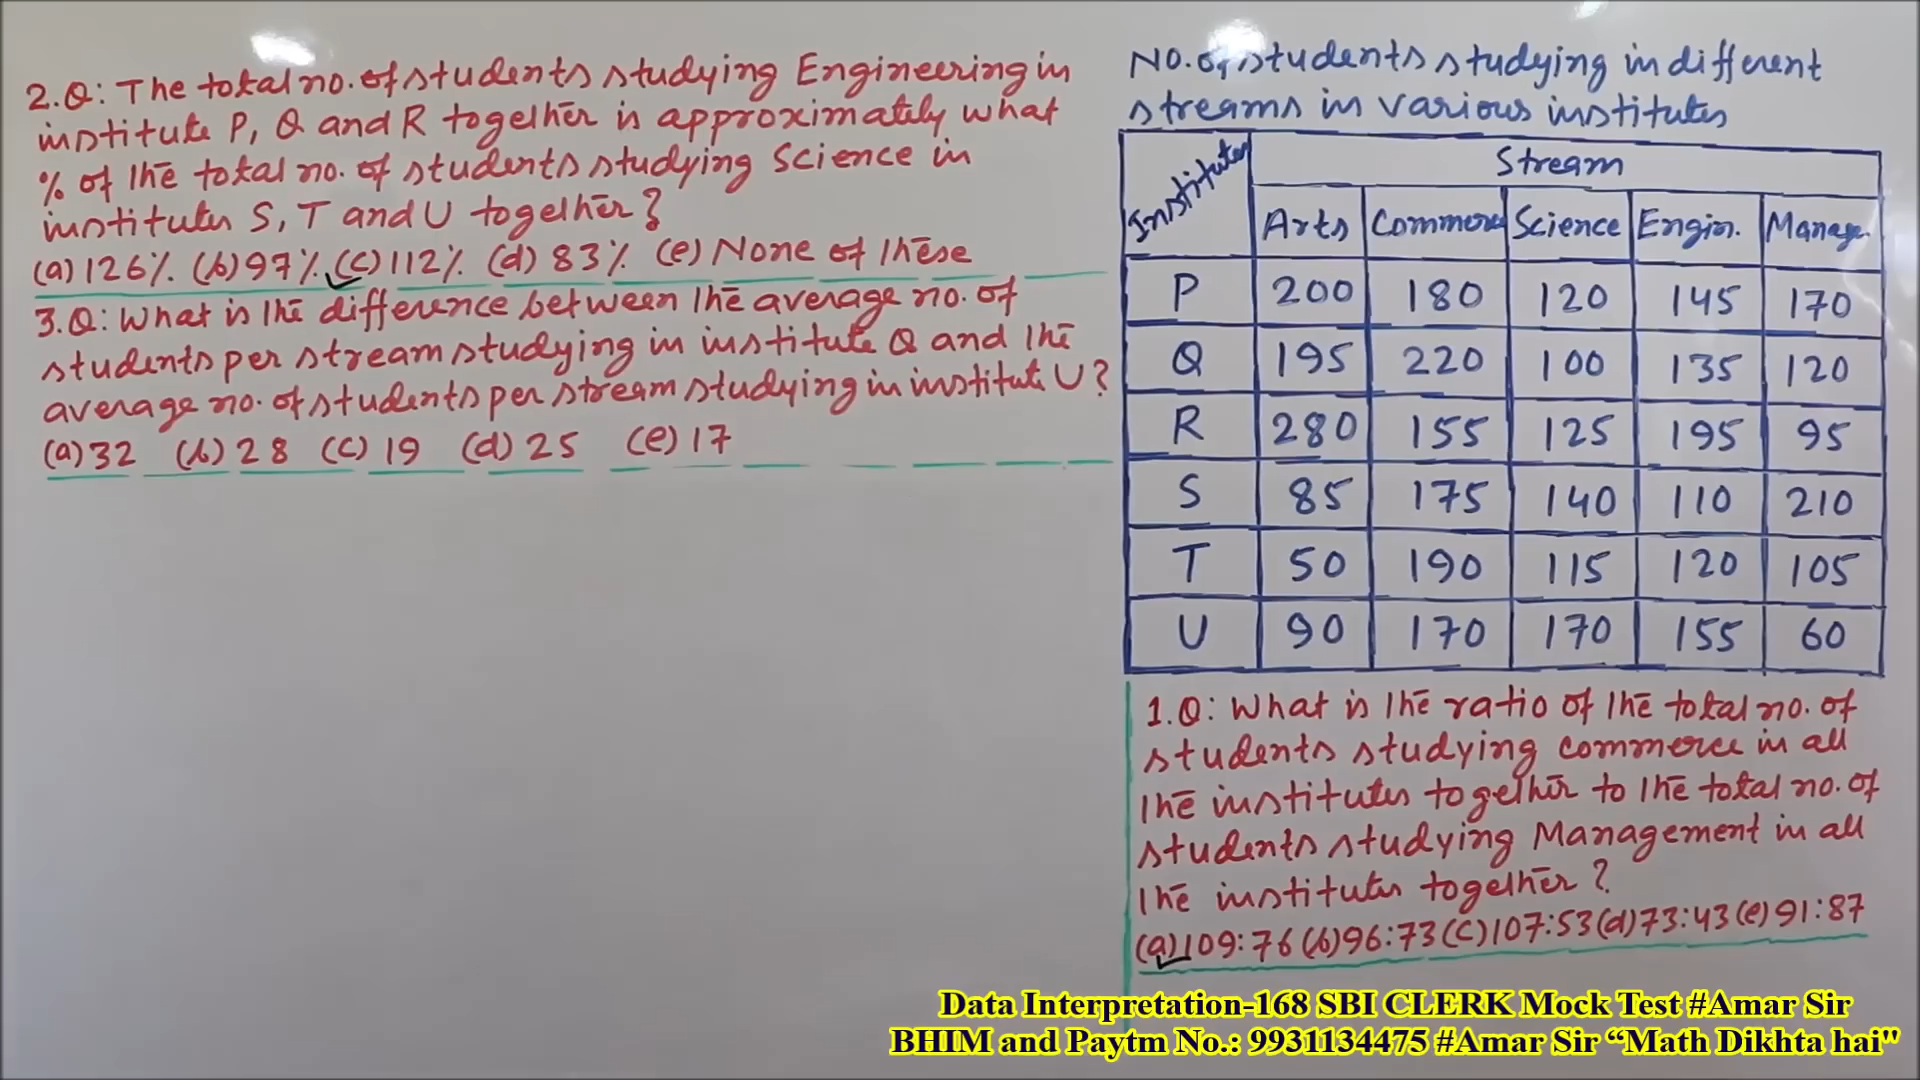 2.Q: The total no. of students studying Engineering in
institute P, Q and R together is approximately what
% of the total no. of students studying Science in
institutes S, T and U together?
(a) 126% (b) 97% (c) 112% (d) 83% (e) None of these
3.Q: What is the difference between the average no. of
students per stream studying in institute Q and the
average no. of students per stream studying in institute U?
(a) 32 (b) 28 (c) 19 (d) 25 (e) 17
No. of students studying in different
streams in various institutes
Institutes Stream
Arts Commerce Science Engin. Manage.
P 200 180 120 145 170
Q 195 220 100 135 120
R 280 155 125 195 95
S 85 175 140 110 210
T 50 190 115 120 105
U 90 170 170 155 60
1.Q: What is the ratio of the total no. of
students studying commerce in all
the institutes together to the total no. of
students studying Management in all
the institutes together?
(a) 109:76 (b) 96:73 (c) 107:53 (d) 73:43 (e) 91:87
Data Interpretation-168 SBI CLERK Mock Test #Amar Sir
BHIM and Paytm No.: 9931134475 #Amar Sir “Math Dikhta hai"